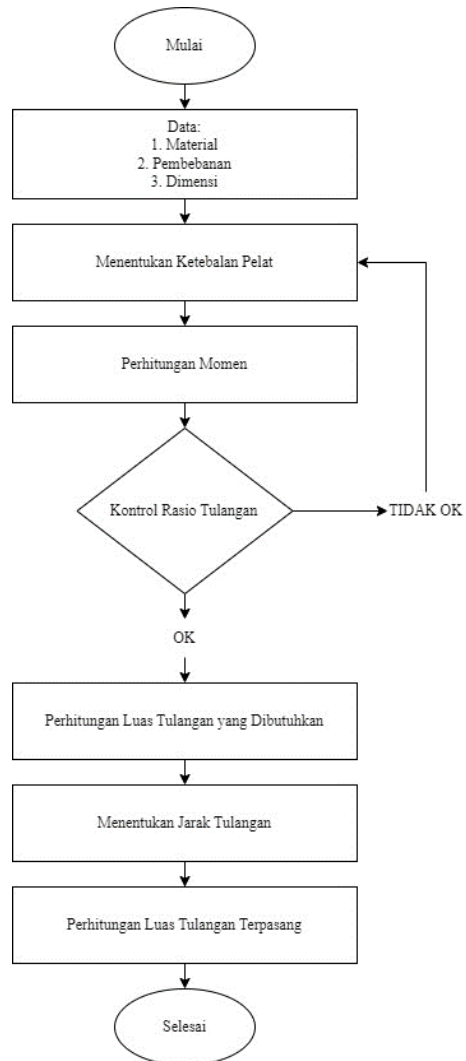 Mulai
Data:
1. Material
2. Pembebanan
3. Dimensi
Menentukan Ketebalan Pelat
Perhitungan Momen
Kontrol Rasio Tulangan
TIDAK OK
OK
Perhitungan Luas Tulangan yang Dibutuhkan
Menentukan Jarak Tulangan
Perhitungan Luas Tulangan Terpasang
Selesai